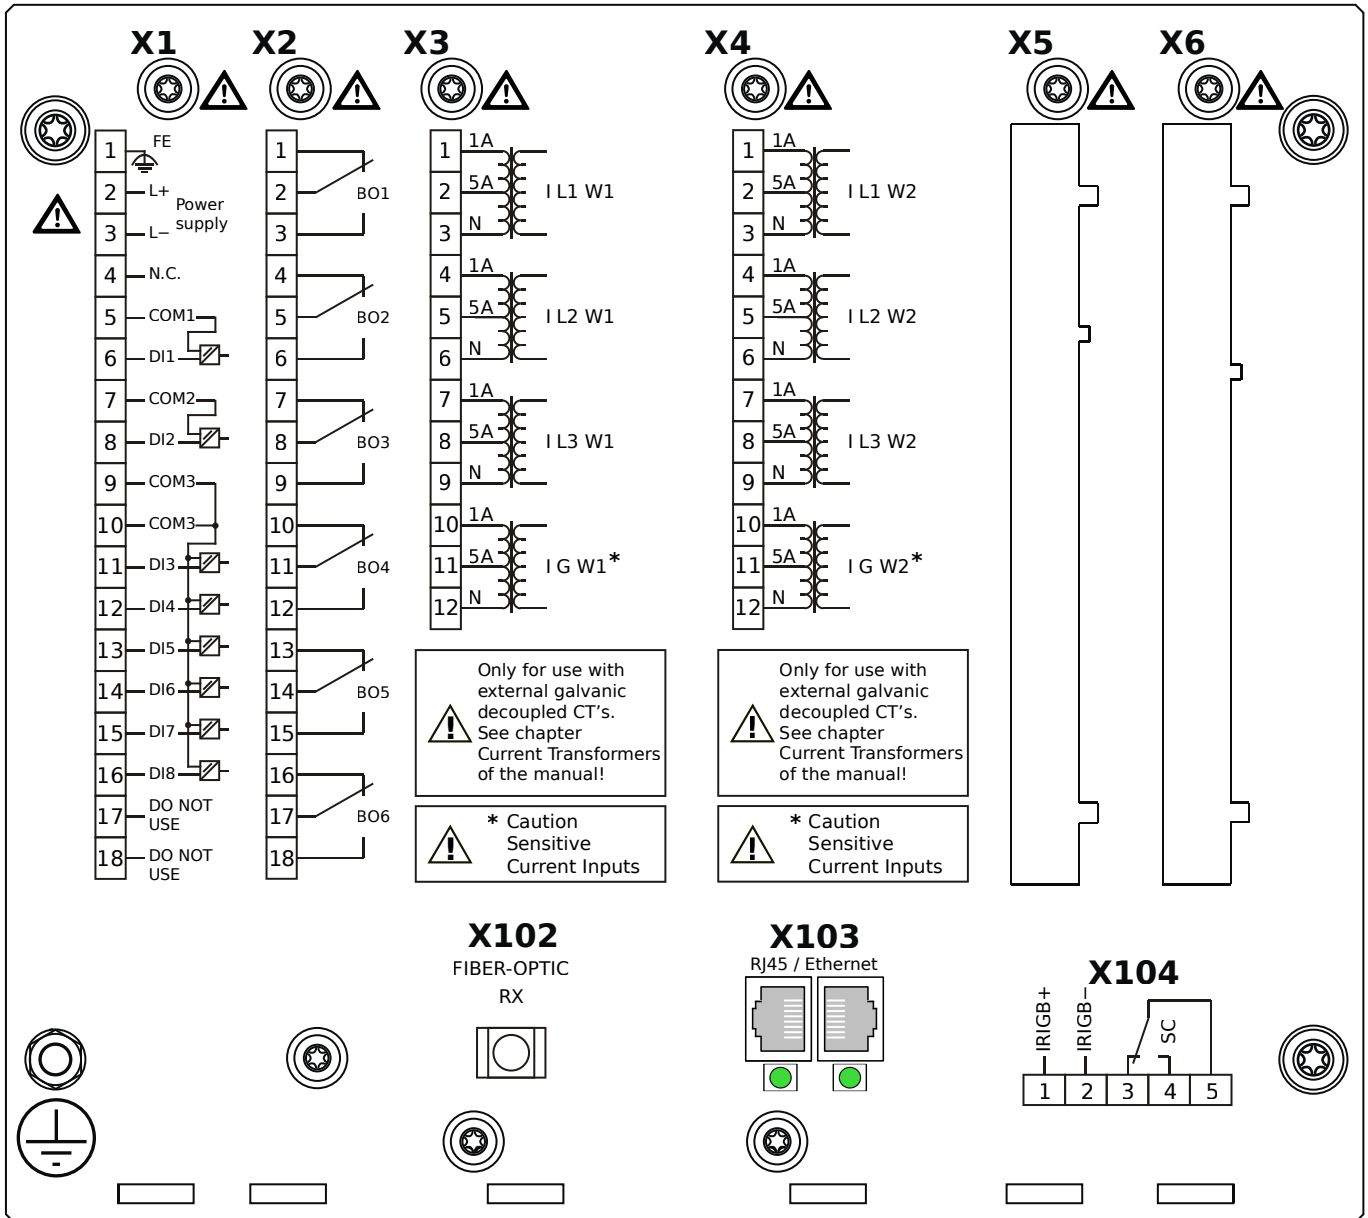 X1
X2
X3
X4
X5
X6
1 FE
2 L+
Power
supply
3 L−
4 N.C.
5 COM1
6 DI1
7 COM2
8 DI2
9 COM3
10 COM3
11 DI3
12 DI4
13 DI5
14 DI6
15 DI7
16 DI8
17 DO NOT
USE
18 DO NOT
USE
1
2 BO1
3
4
5 BO2
6
7
8 BO3
9
10
11 BO4
12
13
14 BO5
15
16
17 BO6
18
1 1A
2 5A I L1 W1
3 N
4 1A
5 5A I L2 W1
6 N
7 1A
8 5A I L3 W1
9 N
10 1A
11 5A I G W1*
12 N
Only for use with
external galvanic
decoupled CT's.
See chapter
Current Transformers
of the manual!
* Caution
Sensitive
Current Inputs
1 1A
2 5A I L1 W2
3 N
4 1A
5 5A I L2 W2
6 N
7 1A
8 5A I L3 W2
9 N
10 1A
11 5A I G W2*
12 N
Only for use with
external galvanic
decoupled CT's.
See chapter
Current Transformers
of the manual!
* Caution
Sensitive
Current Inputs
X102
FIBER-OPTIC
RX
X103
RJ45 / Ethernet
X104
IRIGB+
IRIGB−
SC
1 2 3 4 5